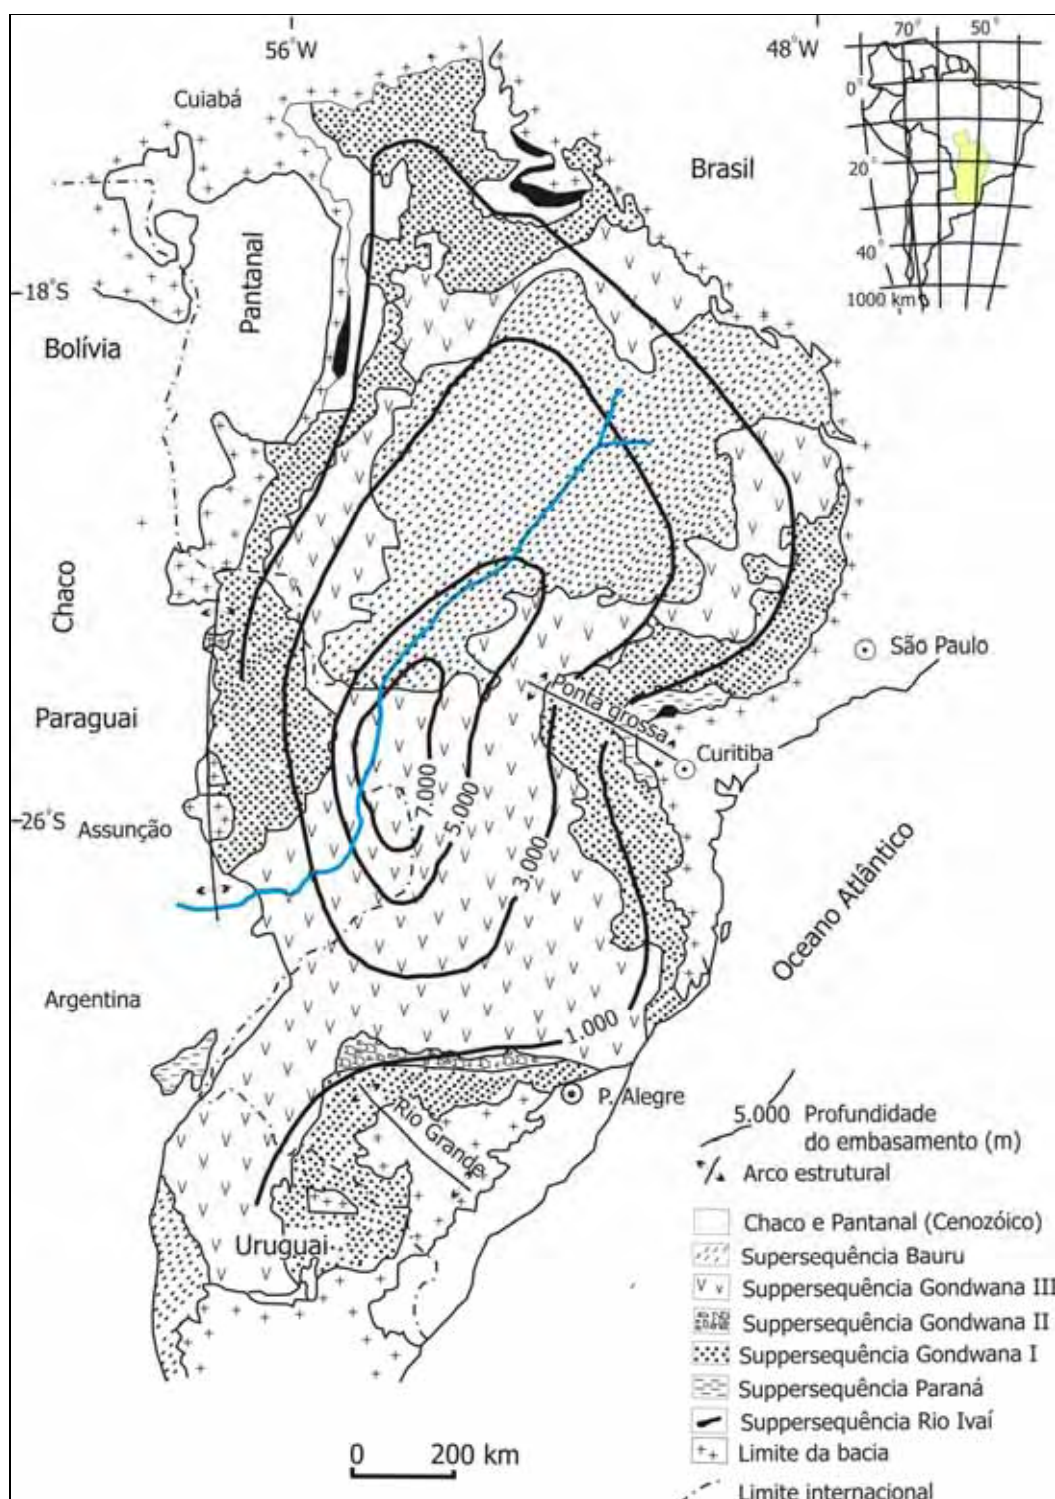 56°W
48°W
70°
50°
0°
20°
40°
1000 km
Cuiabá
Brasil
Pantanal
18°S
Bolívia
Chaco
São Paulo
Ponta grossa
Paraguai
Curitiba
26°S
Assunção
7.000
5.000
3.000
Oceano Atlântico
Argentina
1.000
P. Alegre
Rio Grande
Uruguai
5.000 Profundidade
do embasamento (m)
Arco estrutural
Chaco e Pantanal (Cenozóico)
Supersequência Bauru
Suppersequência Gondwana III
Suppersequência Gondwana II
Suppersequência Gondwana I
Suppersequência Paraná
Suppersequência Rio Ivaí
Limite da bacia
Limite internacional
0 200 km